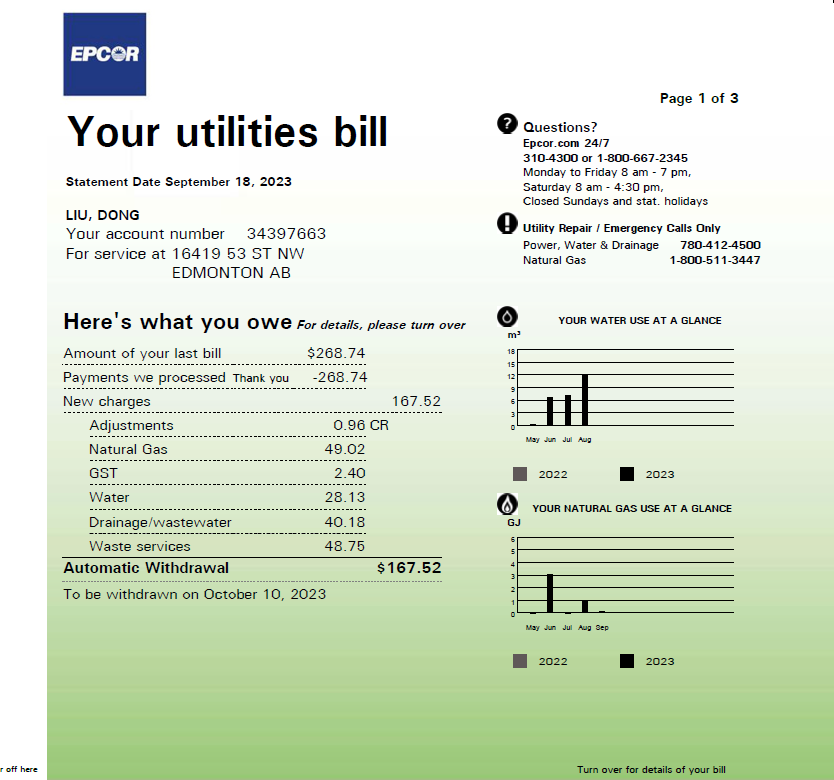 EPCOR
Page 1 of 3
Your utilities bill
Statement Date September 18, 2023
LIU, DONG
Your account number 34397663
For service at 16419 53 ST NW
EDMONTON AB
? Questions?
Epcor.com 24/7
310-4300 or 1-800-667-2345
Monday to Friday 8 am - 7 pm,
Saturday 8 am - 4:30 pm,
Closed Sundays and stat. holidays
! Utility Repair / Emergency Calls Only
Power, Water & Drainage 780-412-4500
Natural Gas 1-800-511-3447
Here's what you owe For details, please turn over
Amount of your last bill $268.74
Payments we processed Thank you -268.74
New charges 167.52
Adjustments 0.96 CR
Natural Gas 49.02
GST 2.40
Water 28.13
Drainage/wastewater 40.18
Waste services 48.75
Automatic Withdrawal $167.52
To be withdrawn on October 10, 2023
YOUR WATER USE AT A GLANCE
m³
18
15
12
9
6
3
0
May Jun Jul Aug
2022 2023
YOUR NATURAL GAS USE AT A GLANCE
GJ
6
5
4
3
2
1
0
May Jun Jul Aug Sep
2022 2023
r off here
Turn over for details of your bill